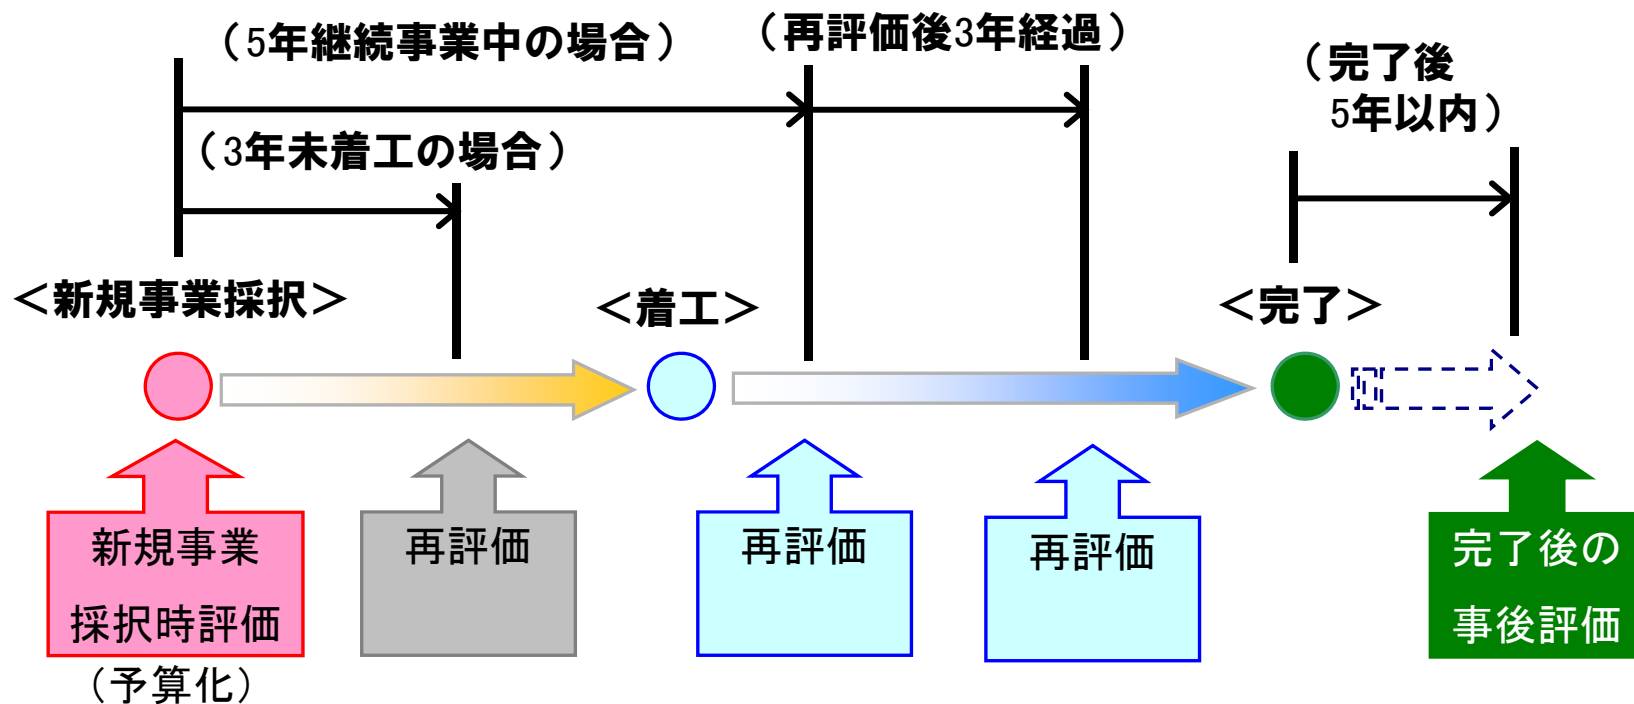 （5年継続事業中の場合）
（再評価後3年経過）
（完了後
5年以内）
（3年未着工の場合）
＜新規事業採択＞
＜着工＞
＜完了＞
新規事業
採択時評価
（予算化）
再評価
再評価
再評価
完了後の
事後評価